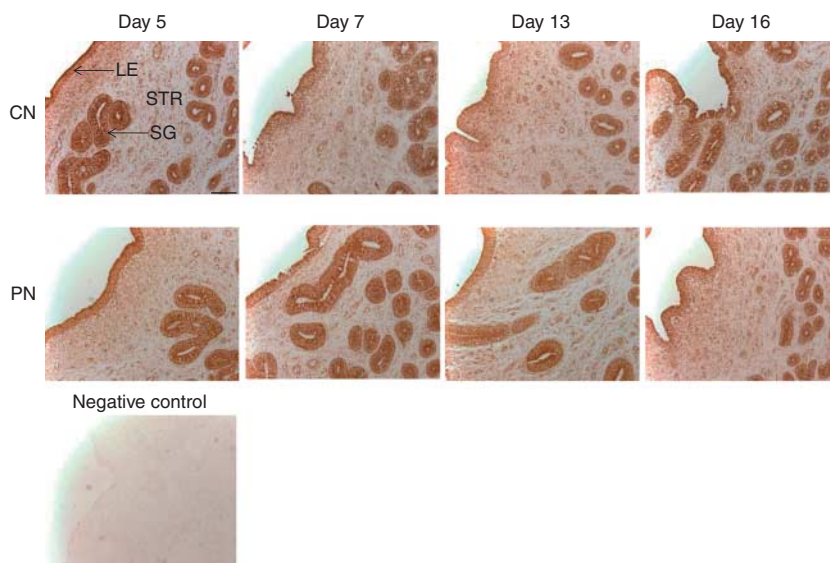 Day 5 Day 7 Day 13 Day 16
CN
LE
STR
SG
PN
Negative control